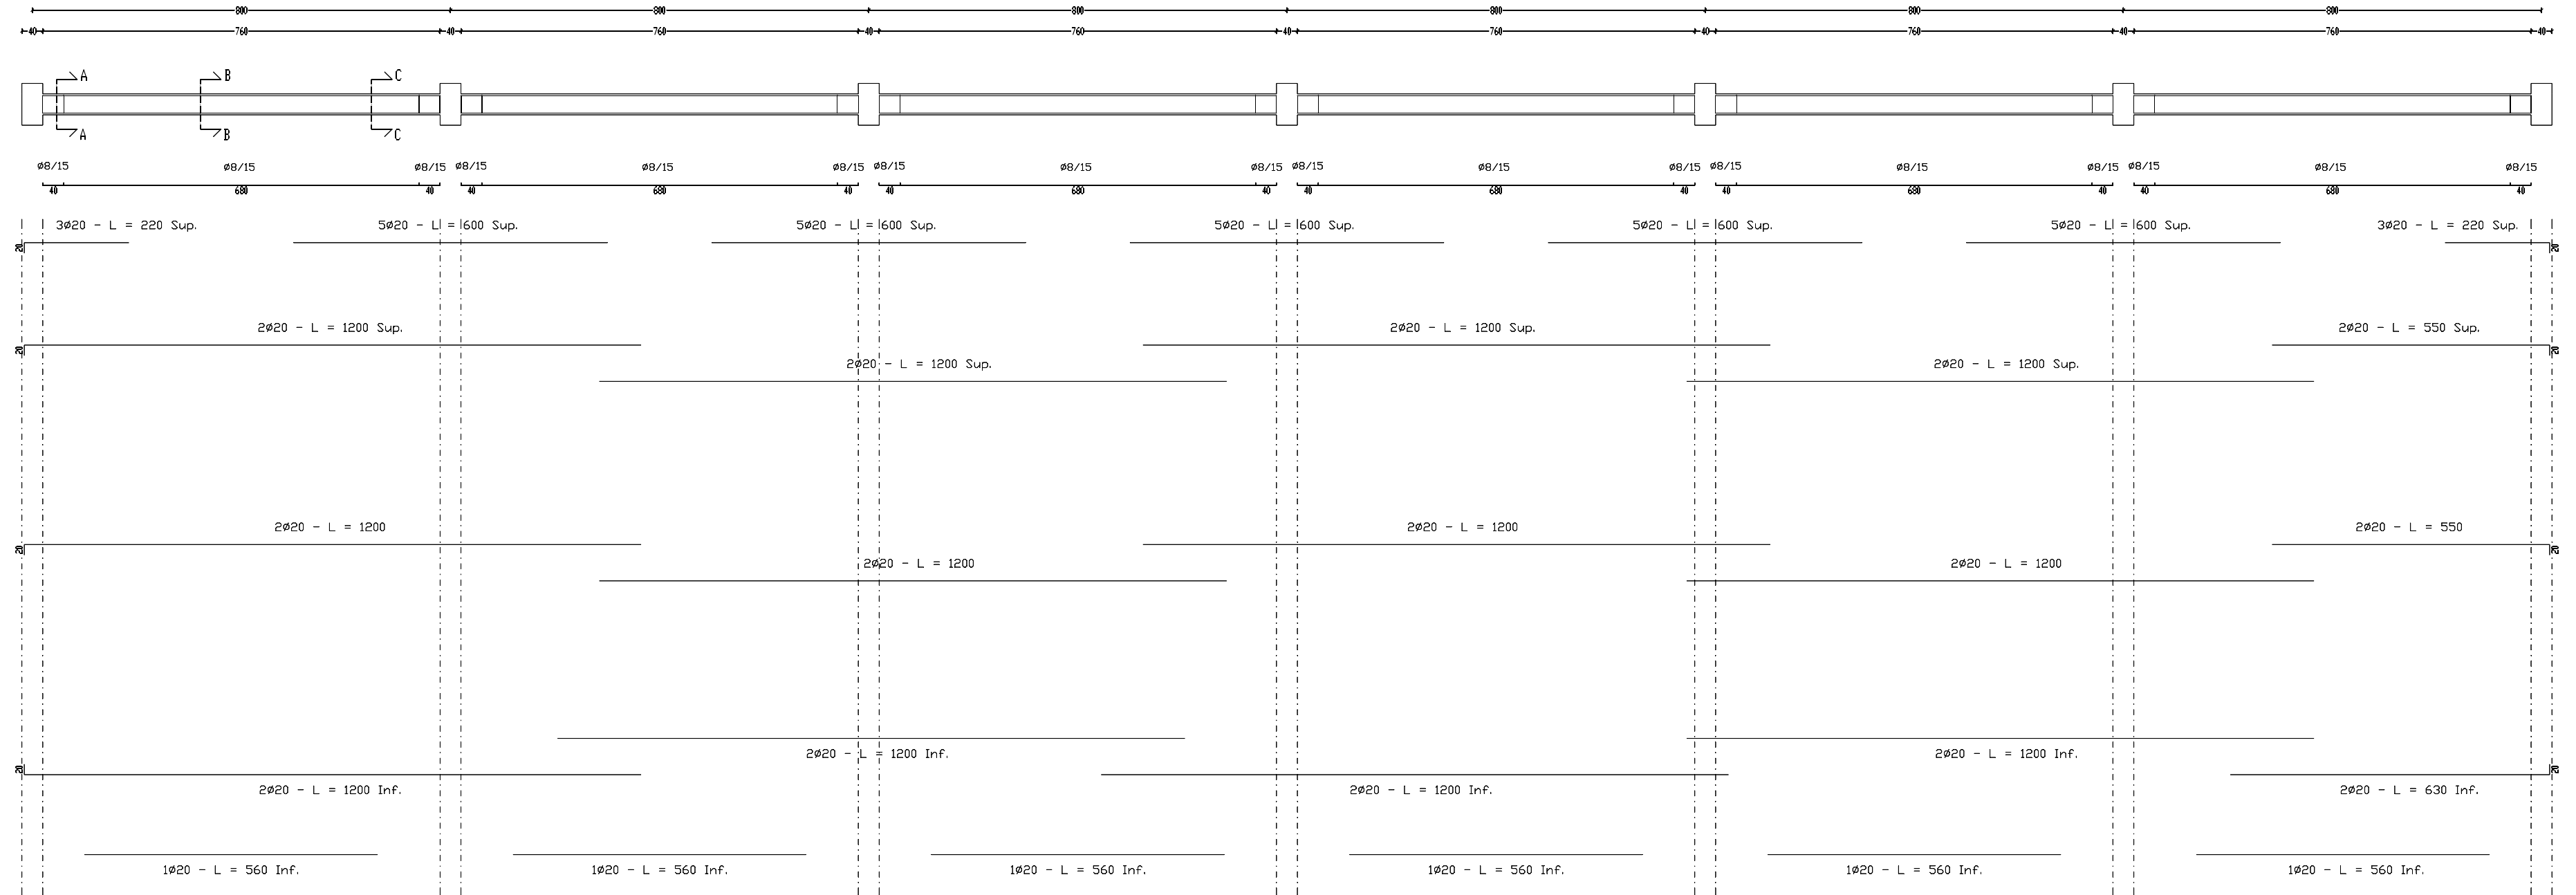 800 800 800 800 800 800
40 760 40 760 40 760 40 760 40 760 40 760 40
A B C
A B C
ø8/15 ø8/15 ø8/15 ø8/15 ø8/15 ø8/15 ø8/15 ø8/15 ø8/15 ø8/15 ø8/15 ø8/15 ø8/15 ø8/15 ø8/15 ø8/15 ø8/15 ø8/15
40 680 40 40 680 40 40 680 40 40 680 40 40 680 40 40 680 40
3ø20 - L = 220 Sup. 5ø20 - L = 600 Sup. 5ø20 - L = 600 Sup. 5ø20 - L = 600 Sup. 5ø20 - L = 600 Sup. 5ø20 - L = 600 Sup. 3ø20 - L = 220 Sup.
20 20
2ø20 - L = 1200 Sup. 2ø20 - L = 1200 Sup. 2ø20 - L = 550 Sup.
20 20
2ø20 - L = 1200 Sup. 2ø20 - L = 1200 Sup.
2ø20 - L = 1200 2ø20 - L = 1200 2ø20 - L = 550
20 20
2ø20 - L = 1200 2ø20 - L = 1200
2ø20 - L = 1200 Inf. 2ø20 - L = 1200 Inf.
20 20
2ø20 - L = 1200 Inf. 2ø20 - L = 1200 Inf. 2ø20 - L = 630 Inf.
1ø20 - L = 560 Inf. 1ø20 - L = 560 Inf. 1ø20 - L = 560 Inf. 1ø20 - L = 560 Inf. 1ø20 - L = 560 Inf. 1ø20 - L = 560 Inf.